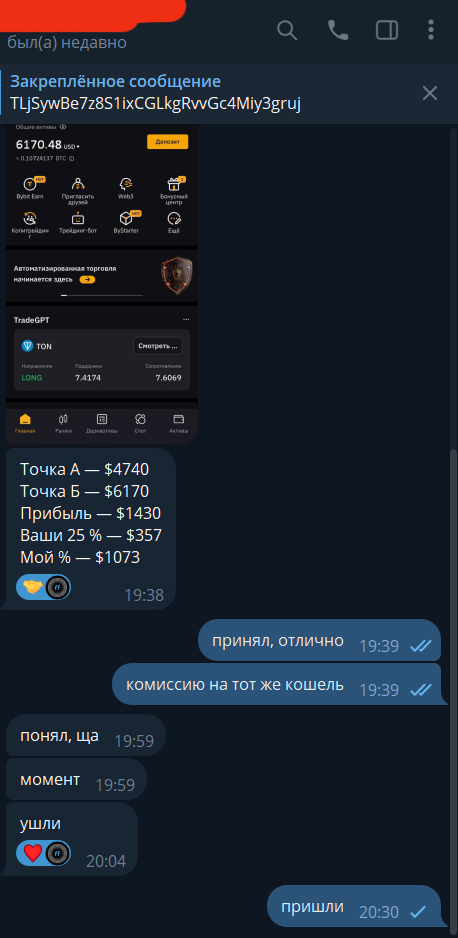 был(а) недавно
Закреплённое сообщение
TLjSywBe7z8S1ixCGLkgRvvGc4Miy3gruj
Общие активы
6170.48 USD
Депозит
≈ 0.10724137 BTC
HOT
1
Bybit Earn
Пригласить друзей
Web3
Бонусный центр
HOT
Копитрейдинг
Трейдинг-бот
ByStarter
Ещё
Автоматизированная торговля
начинается здесь
TradeGPT
...
TON
Смотреть ...
Направление
Поддержка
Сопротивление
LONG
7.4174
7.6069
Главная
Рынки
Деривативы
Спот
Активы
Точка А — $4740
Точка Б — $6170
Прибыль — $1430
Ваши 25 % — $357
Мой % — $1073
19:38
принял, отлично 19:39
комиссию на тот же кошель 19:39
понял, ща 19:59
момент 19:59
ушли
20:04
пришли 20:30